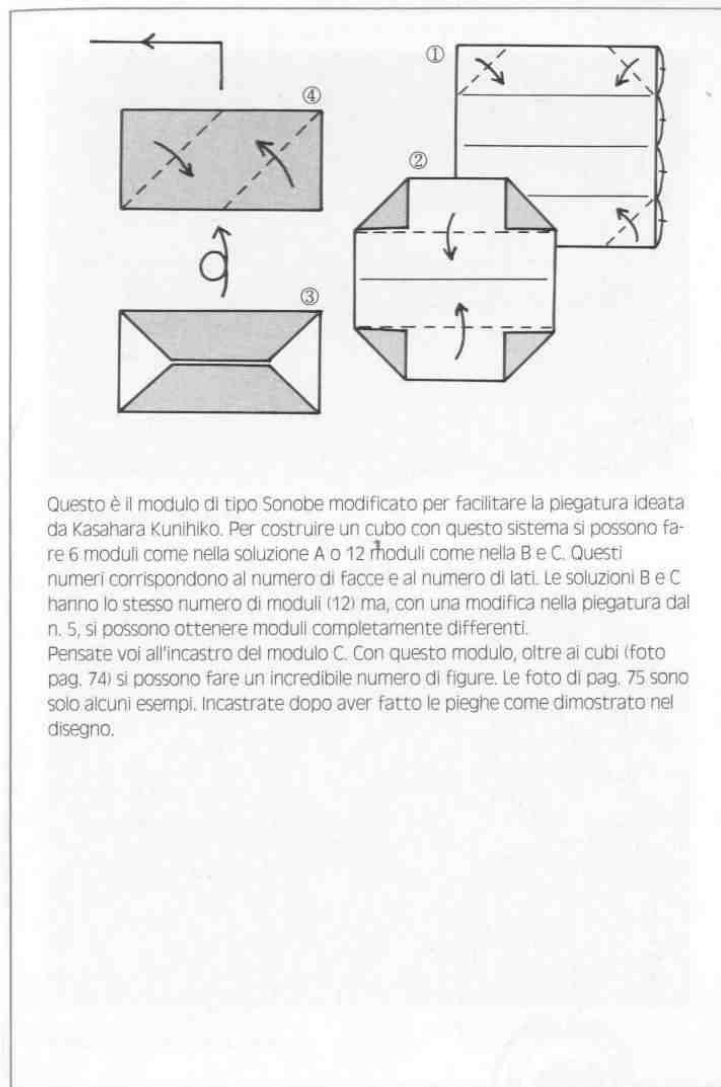 ①
④
②
③
Questo è il modulo di tipo Sonobe modificato per facilitare la piegatura ideata
da Kasahara Kunihiko. Per costruire un cubo con questo sistema si possono fa-
re 6 moduli come nella soluzione A o 12 moduli come nella B e C. Questi
numeri corrispondono al numero di facce e al numero di lati. Le soluzioni B e C
hanno lo stesso numero di moduli (12) ma, con una modifica nella piegatura dal
n. 5, si possono ottenere moduli completamente differenti.
Pensate voi all'incastro del modulo C. Con questo modulo, oltre ai cubi (foto
pag. 74) si possono fare un incredibile numero di figure. Le foto di pag. 75 sono
solo alcuni esempi. Incastrate dopo aver fatto le pieghe come dimostrato nel
disegno.